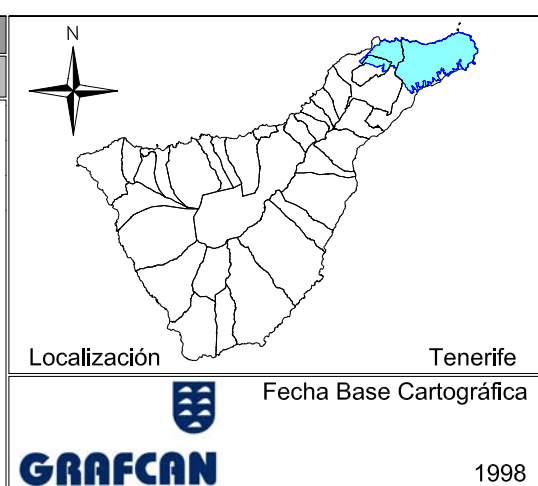 N
Localización
Tenerife
Fecha Base Cartográfica
GRAFCAN
1998